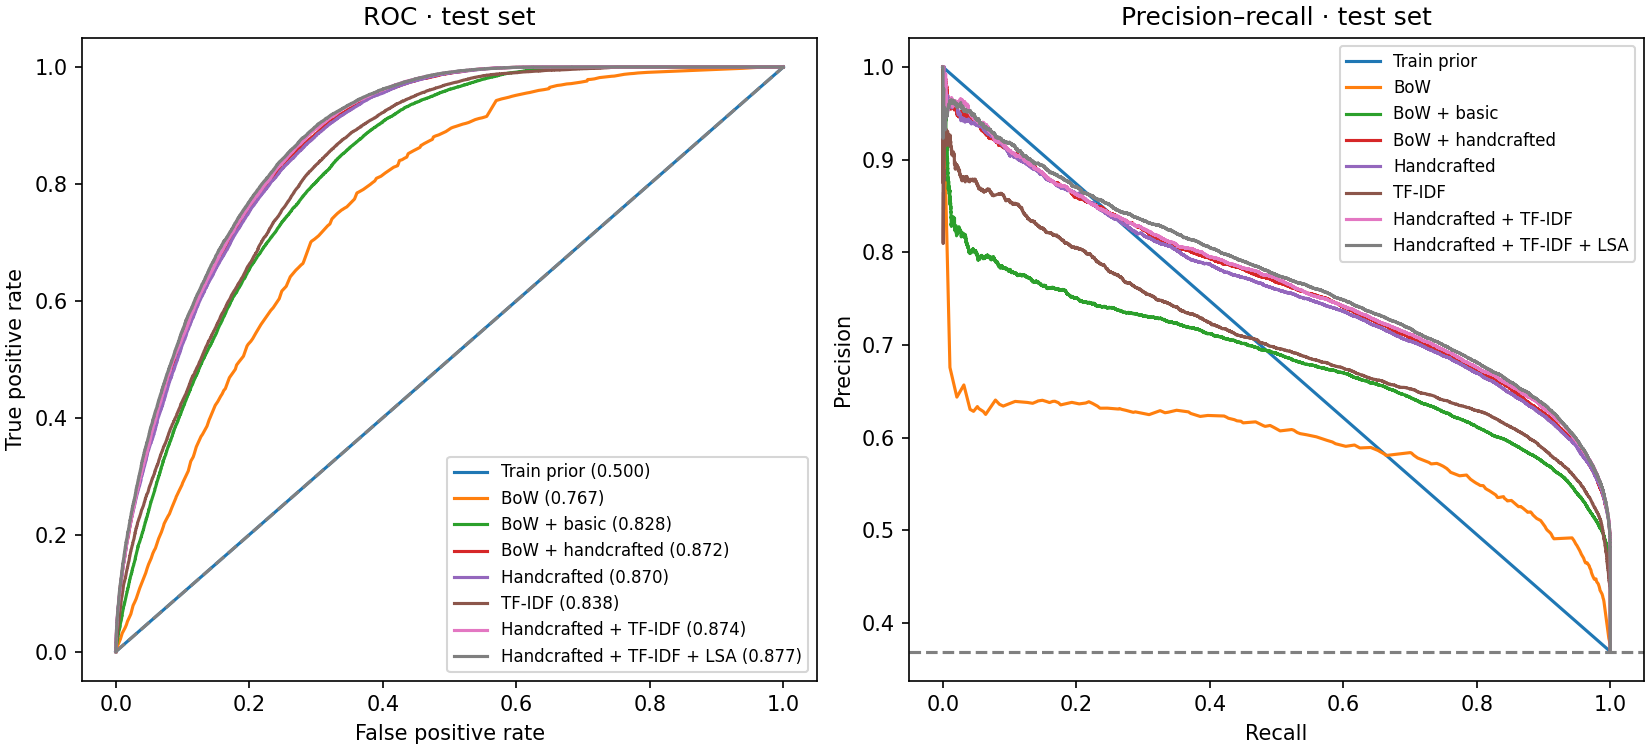 ROC · test set
True positive rate
1.0
0.8
0.6
0.4
0.2
0.0
Train prior (0.500)
BoW (0.767)
BoW + basic (0.828)
BoW + handcrafted (0.872)
Handcrafted (0.870)
TF-IDF (0.838)
Handcrafted + TF-IDF (0.874)
Handcrafted + TF-IDF + LSA (0.877)
0.0 0.2 0.4 0.6 0.8 1.0
False positive rate
Precision–recall · test set
Precision
1.0
0.9
0.8
0.7
0.6
0.5
0.4
Train prior
BoW
BoW + basic
BoW + handcrafted
Handcrafted
TF-IDF
Handcrafted + TF-IDF
Handcrafted + TF-IDF + LSA
0.0 0.2 0.4 0.6 0.8 1.0
Recall